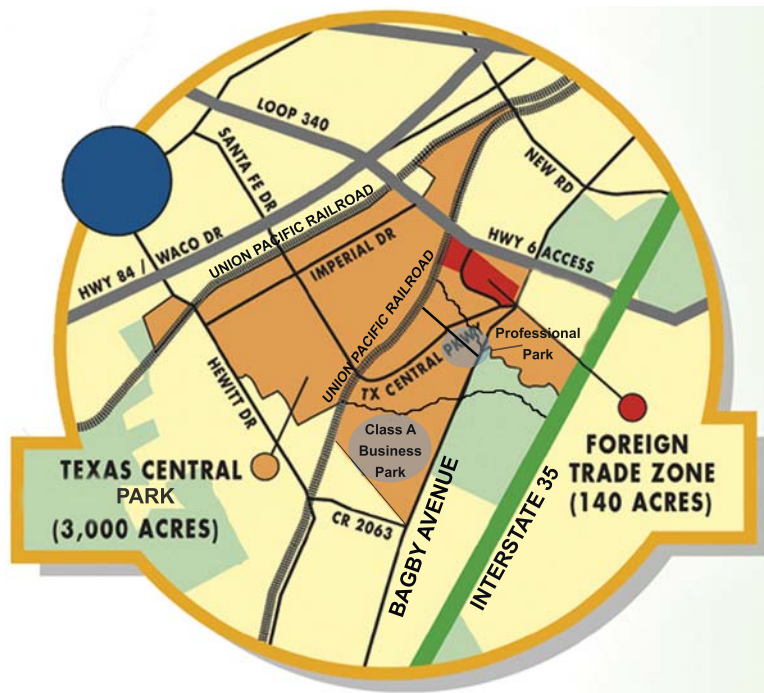 LOOP 340
SANTA FE DR
NEW RD
UNION PACIFIC RAILROAD
HWY 84 / WACO DR
IMPERIAL DR
HWY 6 ACCESS
UNION PACIFIC RAILROAD
TX CENTRAL PKWY
Professional
Park
HEWITT DR
Class A
Business
Park
TEXAS CENTRAL
PARK
(3,000 ACRES)
FOREIGN
TRADE ZONE
(140 ACRES)
CR 2063
BAGBY AVENUE
INTERSTATE 35